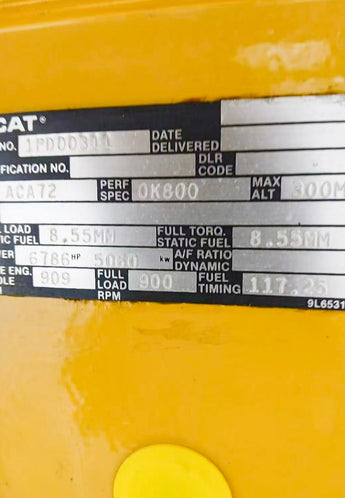 CAT®
NO. DATE DELIVERED
FICATION NO. DLR CODE
ACA72 PERF SPEC 0K800 MAX ALT 300M
LOAD
TIC FUEL 8.55MM FULL TORQ. STATIC FUEL 8.55MM
ER 6786 HP 5060 kw A/F RATIO DYNAMIC
E ENG. 909 FULL LOAD RPM 900 FUEL TIMING 117.25
9L6531